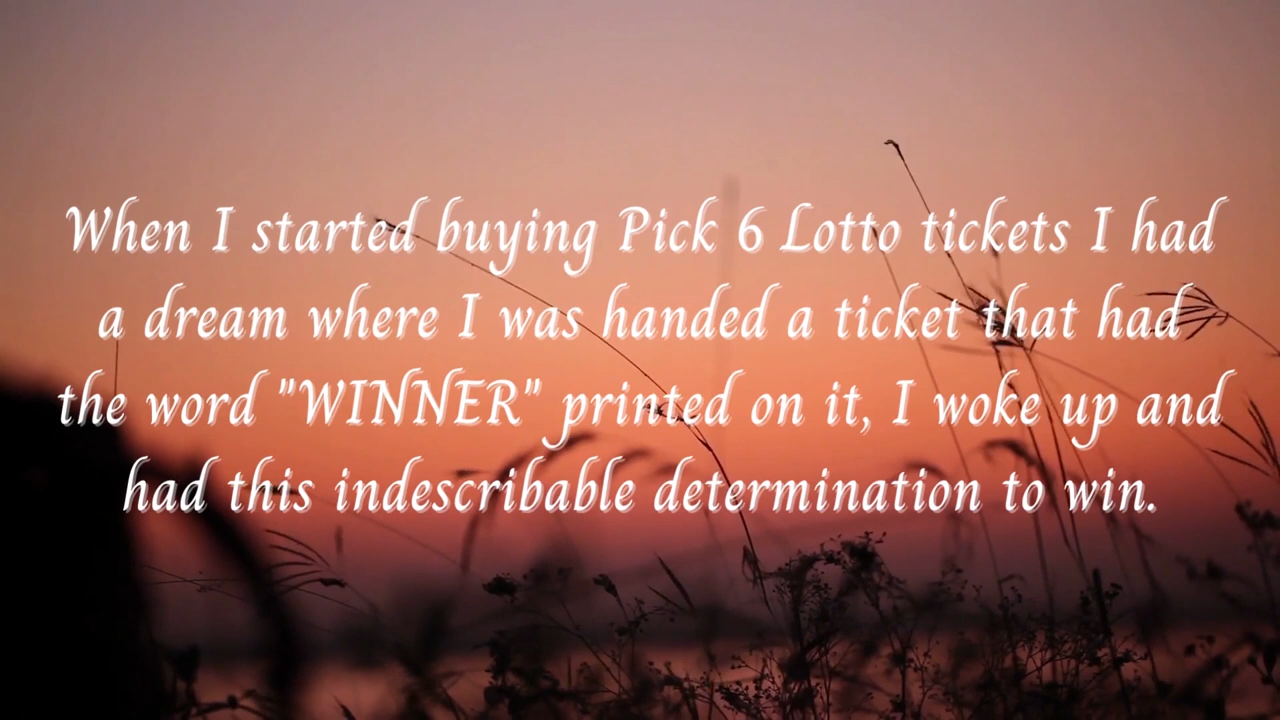 When I started buying Pick 6 Lotto tickets I had
a dream where I was handed a ticket that had
the word "WINNER" printed on it, I woke up and
had this indescribable determination to win.